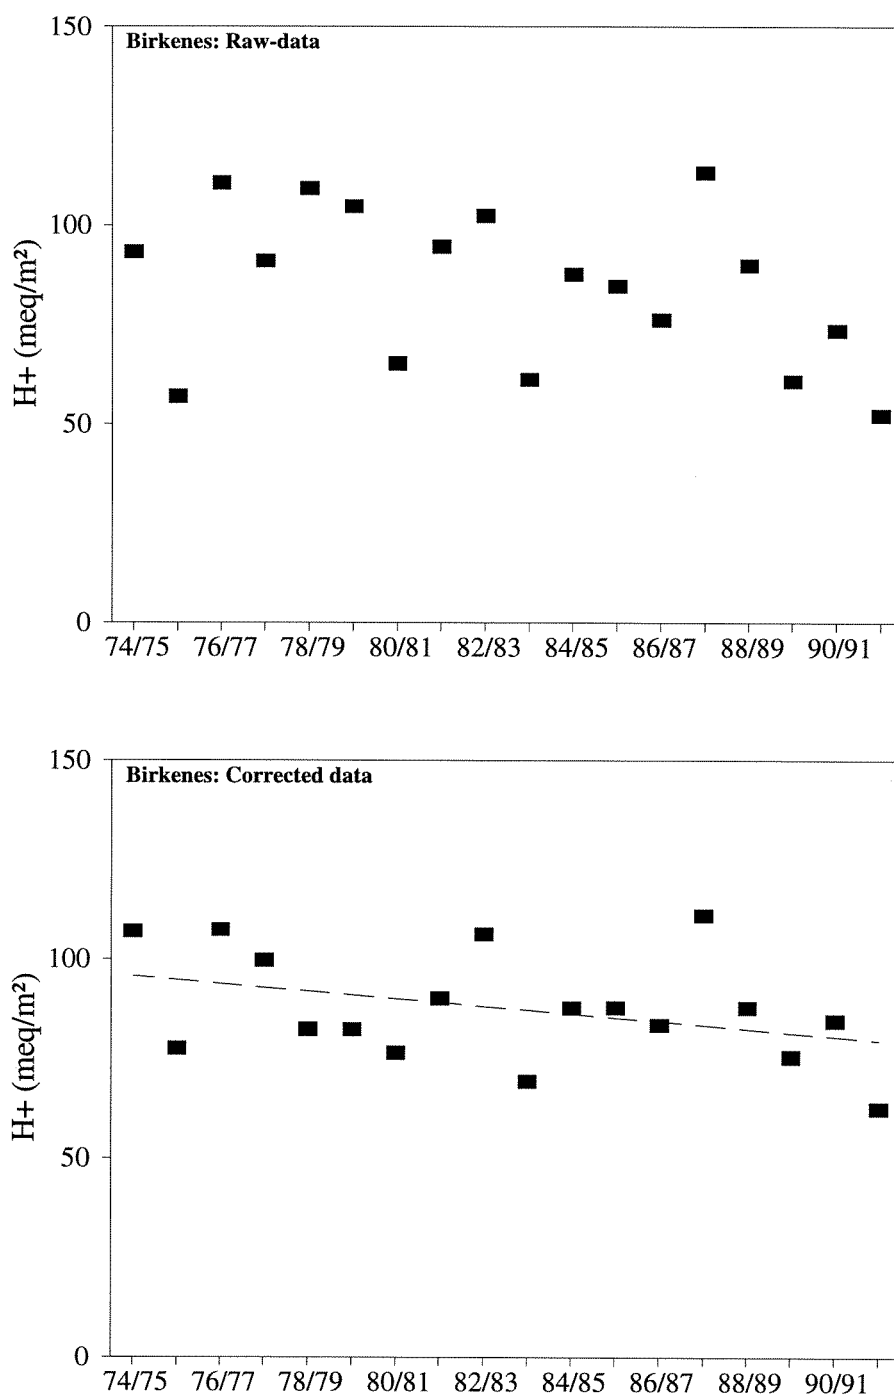 150
Birkenes: Raw-data
100
H+ (meq/m²)
50
0
74/75 76/77 78/79 80/81 82/83 84/85 86/87 88/89 90/91
150
Birkenes: Corrected data
100
H+ (meq/m²)
50
0
74/75 76/77 78/79 80/81 82/83 84/85 86/87 88/89 90/91